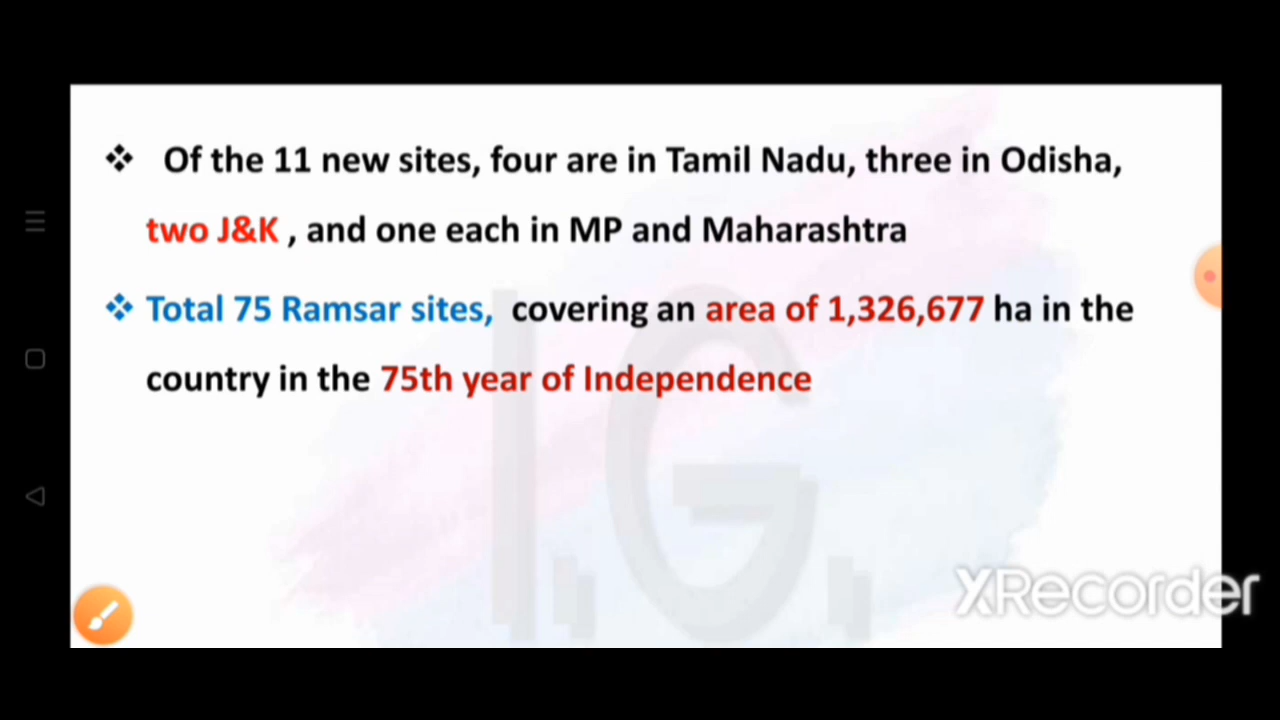 ❖ Of the 11 new sites, four are in Tamil Nadu, three in Odisha,
two J&K , and one each in MP and Maharashtra
❖ Total 75 Ramsar sites, covering an area of 1,326,677 ha in the
country in the 75th year of Independence
I.G.
XRecorder